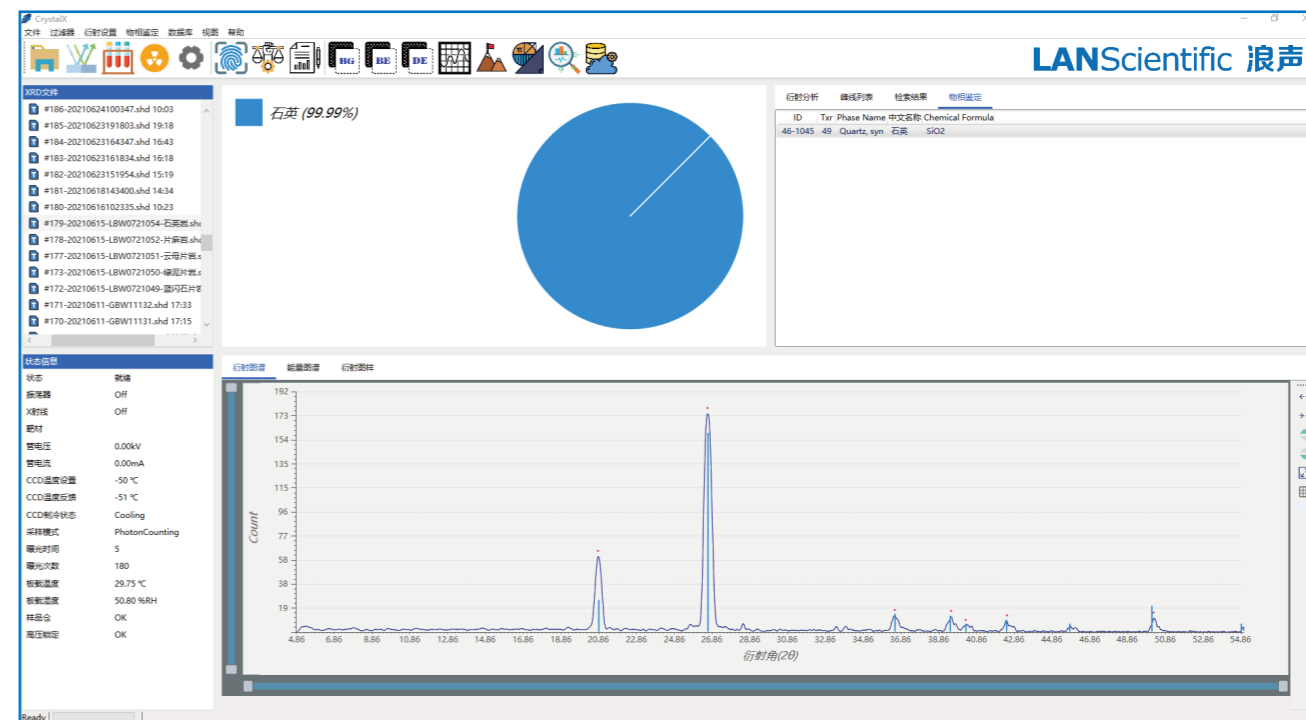 CrystalX
文件 过滤器 衍射设置 物相鉴定 数据库 视图 帮助
BG BE DE
LANScientific 浪声
XRD文件
#186-20210624100347.shd 10:03
#185-20210623191803.shd 19:18
#184-20210623164347.shd 16:43
#183-20210623161834.shd 16:18
#182-20210623151954.shd 15:19
#181-20210618143400.shd 14:34
#180-20210616102335.shd 10:23
#179-20210615-LBW0721054-石英岩.sh
#178-20210615-LBW0721052-片麻岩.sh
#177-20210615-LBW0721051-云母片岩.s
#173-20210615-LBW0721050-绿泥片岩.s
#172-20210615-LBW0721049-蓝闪石片岩
#171-20210611-GBW11132.shd 17:33
#170-20210611-GBW11131.shd 17:15
石英 (99.99%)
衍射分析 峰线列表 检索结果 物相鉴定
ID Txr Phase Name 中文名称 Chemical Formula
46-1045 49 Quartz, syn 石英 SiO2
状态信息
状态 就绪
振荡器 Off
X射线 Off
靶材
管电压 0.00kV
管电流 0.00mA
CCD温度设置 -50 ℃
CCD温度反馈 -51 ℃
CCD制冷状态 Cooling
采样模式 PhotonCounting
曝光时间 5
曝光次数 180
板载温度 29.75 ℃
板载湿度 50.80 %RH
样品仓 OK
高压锁定 OK
衍射图谱 能量图谱 衍射图样
192
173
154
135
115
96
77
58
38
19
Count
4.86 6.86 8.86 10.86 12.86 14.86 16.86 18.86 20.86 22.86 24.86 26.86 28.86 30.86 32.86 34.86 36.86 38.86 40.86 42.86 44.86 46.86 48.86 50.86 52.86 54.86
衍射角(2θ)
Ready